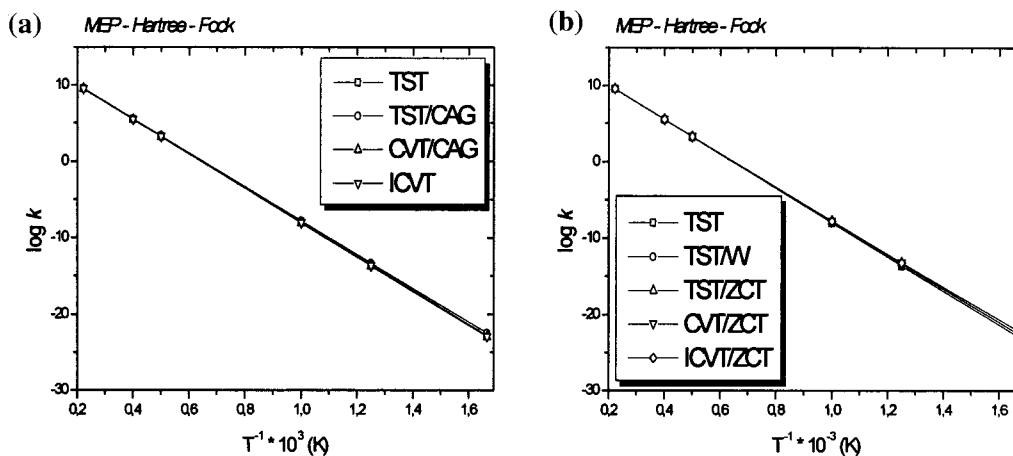 (a)
MEP - Hartree - Fock
log k
10
0
-10
-20
-30
0,2 0,4 0,6 0,8 1,0 1,2 1,4 1,6
T⁻¹ * 10³ (K)
TST
TST/CAG
CVT/CAG
ICVT
(b)
MEP - Hartree - Fock
log k
10
0
-10
-20
-30
0,2 0,4 0,6 0,8 1,0 1,2 1,4 1,6
T⁻¹ * 10⁻³ (K)
TST
TST/W
TST/ZCT
CVT/ZCT
ICVT/ZCT